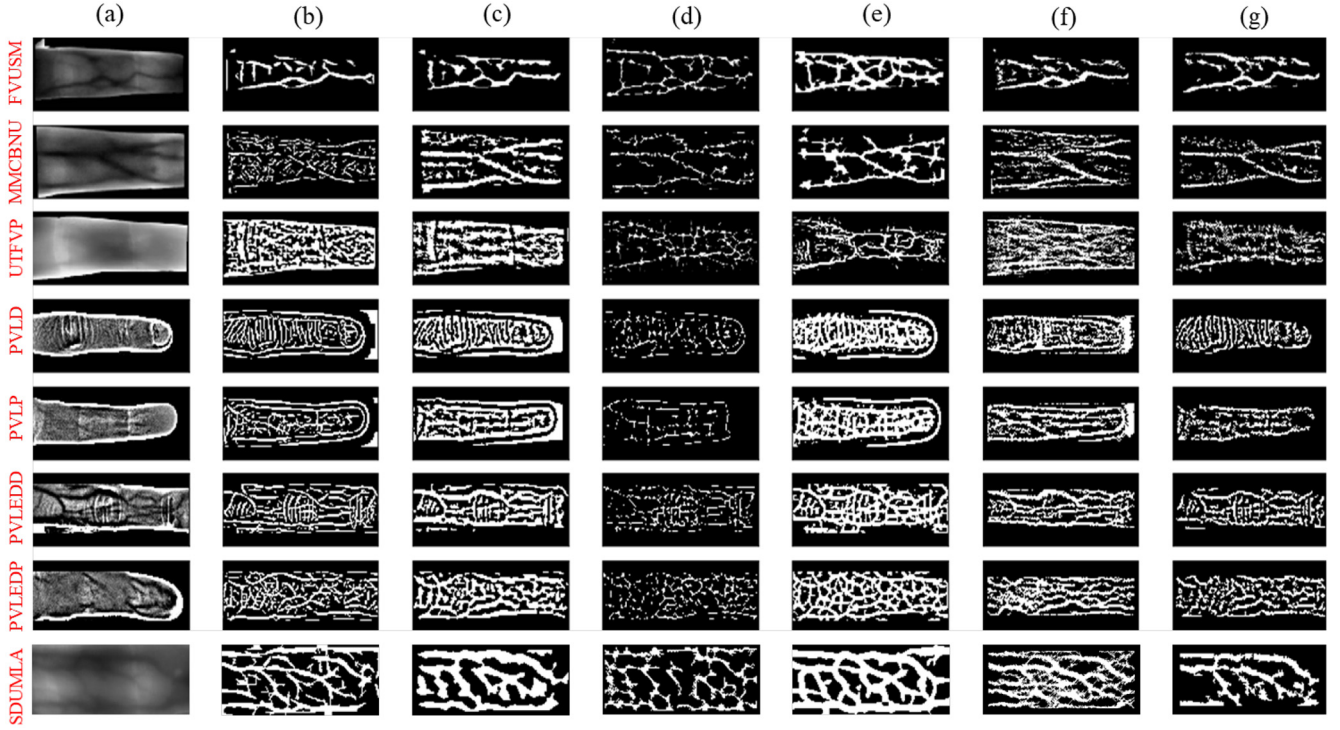 (a) (b) (c) (d) (e) (f) (g)
FVUSM
MMCBNU
UTFVP
PVLD
PVLP
PVLEDD
PVLEDP
SDUMLA